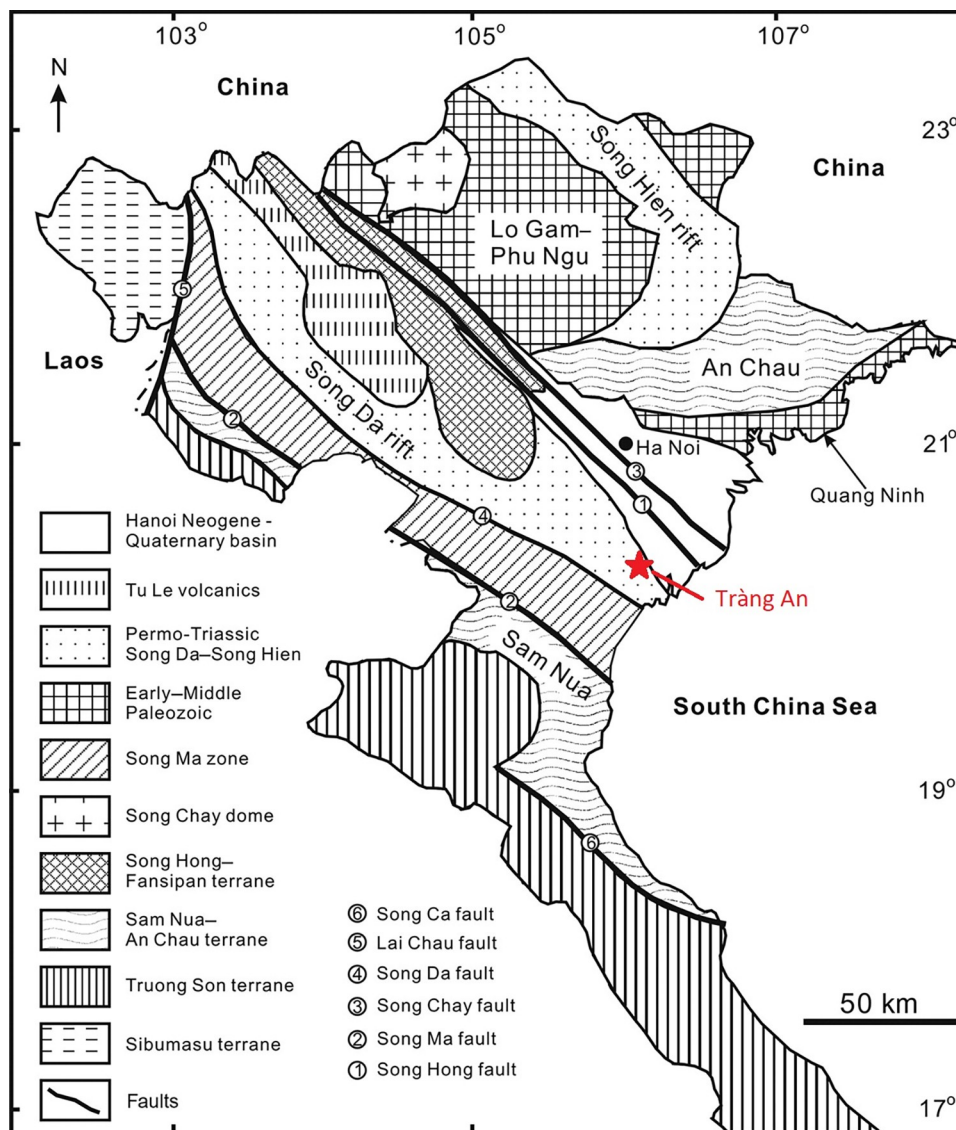 103°
105°
107°
N
China
23°
China
Song Hien rift
Lo Gam–
Phu Ngu
Laos
An Chau
Song Da rift
21°
Ha Noi
Quang Ninh
Tràng An
Sam Nua
South China Sea
19°
50 km
17°
5
2
3
1
4
2
6
Hanoi Neogene -
Quaternary basin
Tu Le volcanics
Permo-Triassic
Song Da–Song Hien
Early–Middle
Paleozoic
Song Ma zone
Song Chay dome
Song Hong–
Fansipan terrane
Sam Nua–
An Chau terrane
Truong Son terrane
Sibumasu terrane
Faults
⑥ Song Ca fault
⑤ Lai Chau fault
④ Song Da fault
③ Song Chay fault
② Song Ma fault
① Song Hong fault